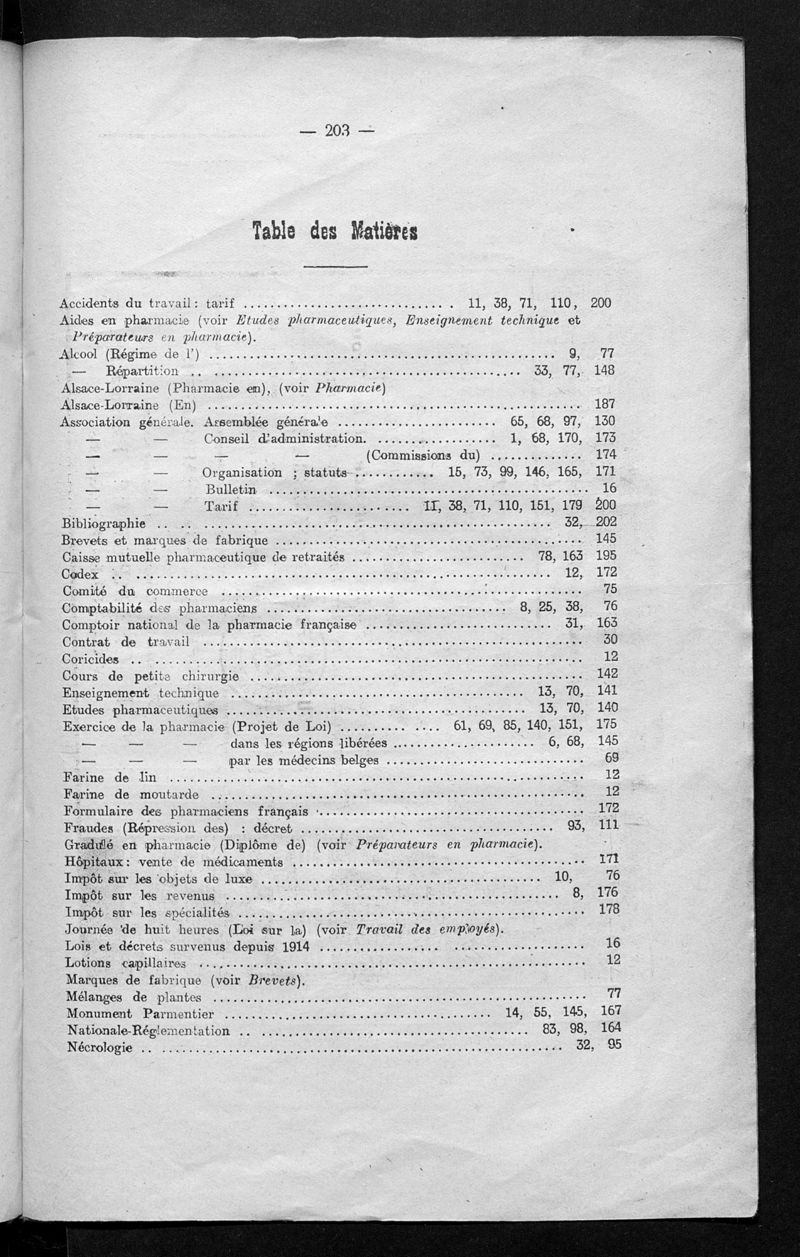 — 203 —
Table des Matières
Accidents du travail : tarif ................................ 11, 38, 71, 110, 200
Aides en pharmacie (voir Etudes pharmaceutiques, Enseignement technique et
Préparateurs en pharmacie).
Alcool (Régime de l') ................................ 9, 77
— Répartition ................................ 33, 77, 148
Alsace-Lorraine (Pharmacie en), (voir Pharmacie)
Alsace-Lorraine (En) ................................ 187
Association générale. Assemblée générale ........................ 65, 68, 97, 130
— — Conseil d'administration. .................. 1, 68, 170, 173
— — — — (Commissions du) .............. 174
— — Organisation ; statuts ............ 15, 73, 99, 146, 165, 171
— — Bulletin ................................ 16
— — Tarif ........................ 11, 38, 71, 110, 151, 179 200
Bibliographie ................................ 32, 202
Brevets et marques de fabrique ................................ 145
Caisse mutuelle pharmaceutique de retraités .......................... 78, 163 195
Codex ................................ 12, 172
Comité du commerce ................................ 75
Comptabilité des pharmaciens ................................ 8, 25, 38, 76
Comptoir national de la pharmacie française ............................ 31, 163
Contrat de travail ................................ 30
Coricides ................................ 12
Cours de petite chirurgie ................................ 142
Enseignement technique ................................ 13, 70, 141
Etudes pharmaceutiques ................................ 13, 70, 140
Exercice de la pharmacie (Projet de Loi) .......... .... 61, 69, 85, 140, 151, 175
— — — dans les régions libérées ...................... 6, 68, 145
— — — par les médecins belges .............................. 69
Farine de lin ................................ 12
Farine de moutarde ................................ 12
Formulaire des pharmaciens français ................................ 172
Fraudes (Répression des) : décret ................................ 93, 111
Gradué en pharmacie (Diplôme de) (voir Préparateurs en pharmacie).
Hôpitaux : vente de médicaments ................................ 171
Impôt sur les objets de luxe ................................ 10, 76
Impôt sur les revenus ................................ 8, 176
Impôt sur les spécialités ................................ 178
Journée de huit heures (Loi sur la) (voir Travail des employés).
Lois et décrets survenus depuis 1914 ................................ 16
Lotions capillaires ................................ 12
Marques de fabrique (voir Brevets).
Mélanges de plantes ................................ 77
Monument Parmentier ................................ 14, 55, 145, 167
Nationale-Réglementation ................................ 83, 98, 164
Nécrologie ................................ 32, 95